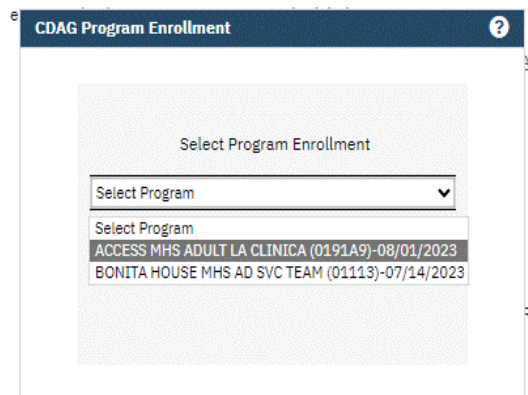 e
CDAG Program Enrollment ?
Select Program Enrollment
Select Program
Select Program
ACCESS MHS ADULT LA CLINICA (0191A9)-08/01/2023
BONITA HOUSE MHS AD SVC TEAM (01113)-07/14/2023